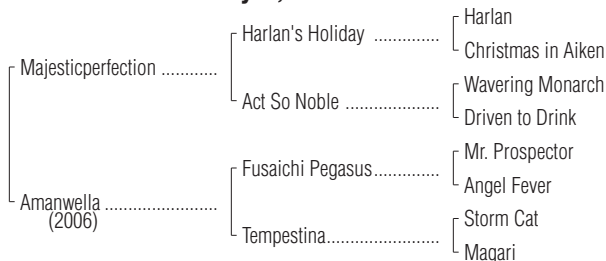 Harlan
Harlan's Holiday ..............
Christmas in Aiken
Majesticperfection ............
Wavering Monarch
Act So Noble ....................
Driven to Drink
Mr. Prospector
Fusaichi Pegasus...............
Angel Fever
Amanwella ........................
(2006)
Storm Cat
Tempestina........................
Magari